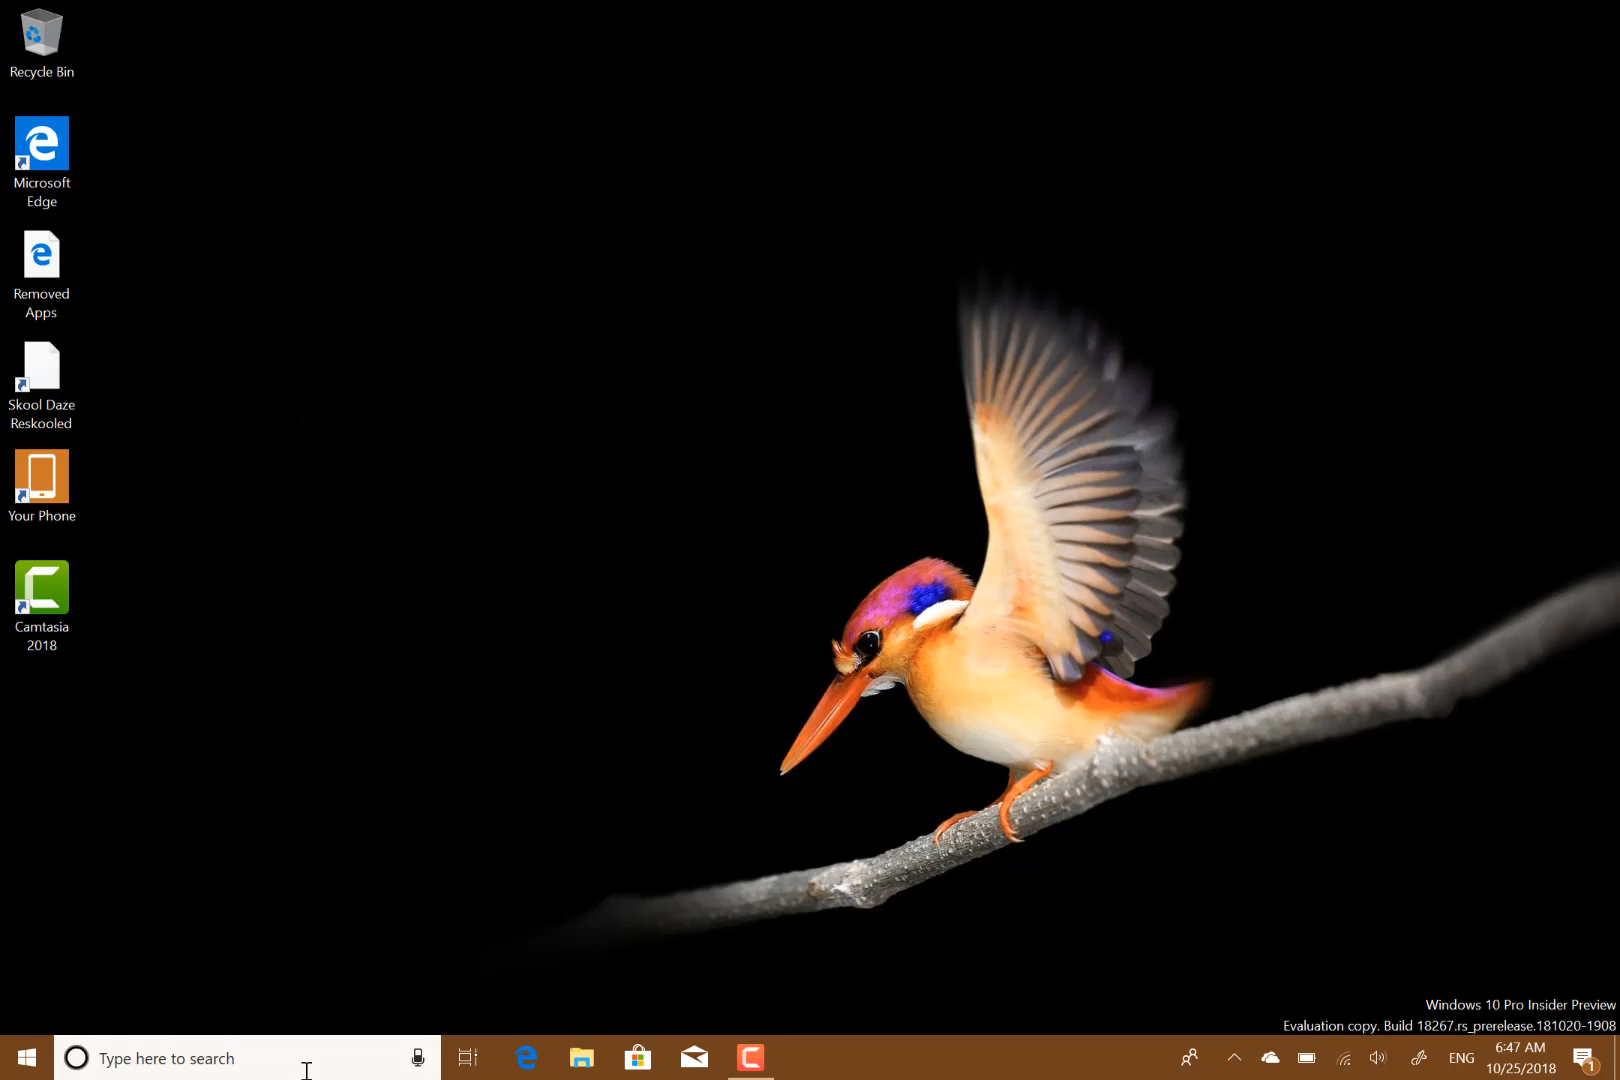 Recycle Bin
Microsoft
Edge
Removed
Apps
Skool Daze
Reskooled
Your Phone
Camtasia
2018
Windows 10 Pro Insider Preview
Evaluation copy. Build 18267.rs_prerelease.181020-1908
Type here to search
ENG
6:47 AM
10/25/2018
1